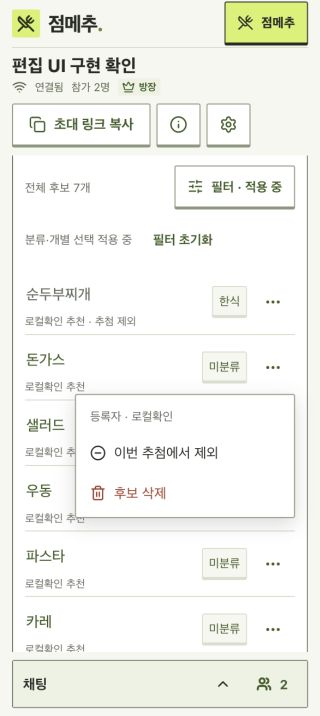 점메추.
점메추
편집 UI 구현 확인
연결됨 참가 2명 방장
초대 링크 복사
전체 후보 7개
필터 · 적용 중
분류·개별 선택 적용 중 필터 초기화
순두부찌개
한식
로컬확인 추천 · 추첨 제외
돈가스
미분류
로컬확인 추천
등록자 · 로컬확인
이번 추첨에서 제외
후보 삭제
샐러드
우동
로컬확인 추천
파스타
미분류
로컬확인 추천
카레
미분류
로컬확인 추천
채팅
2